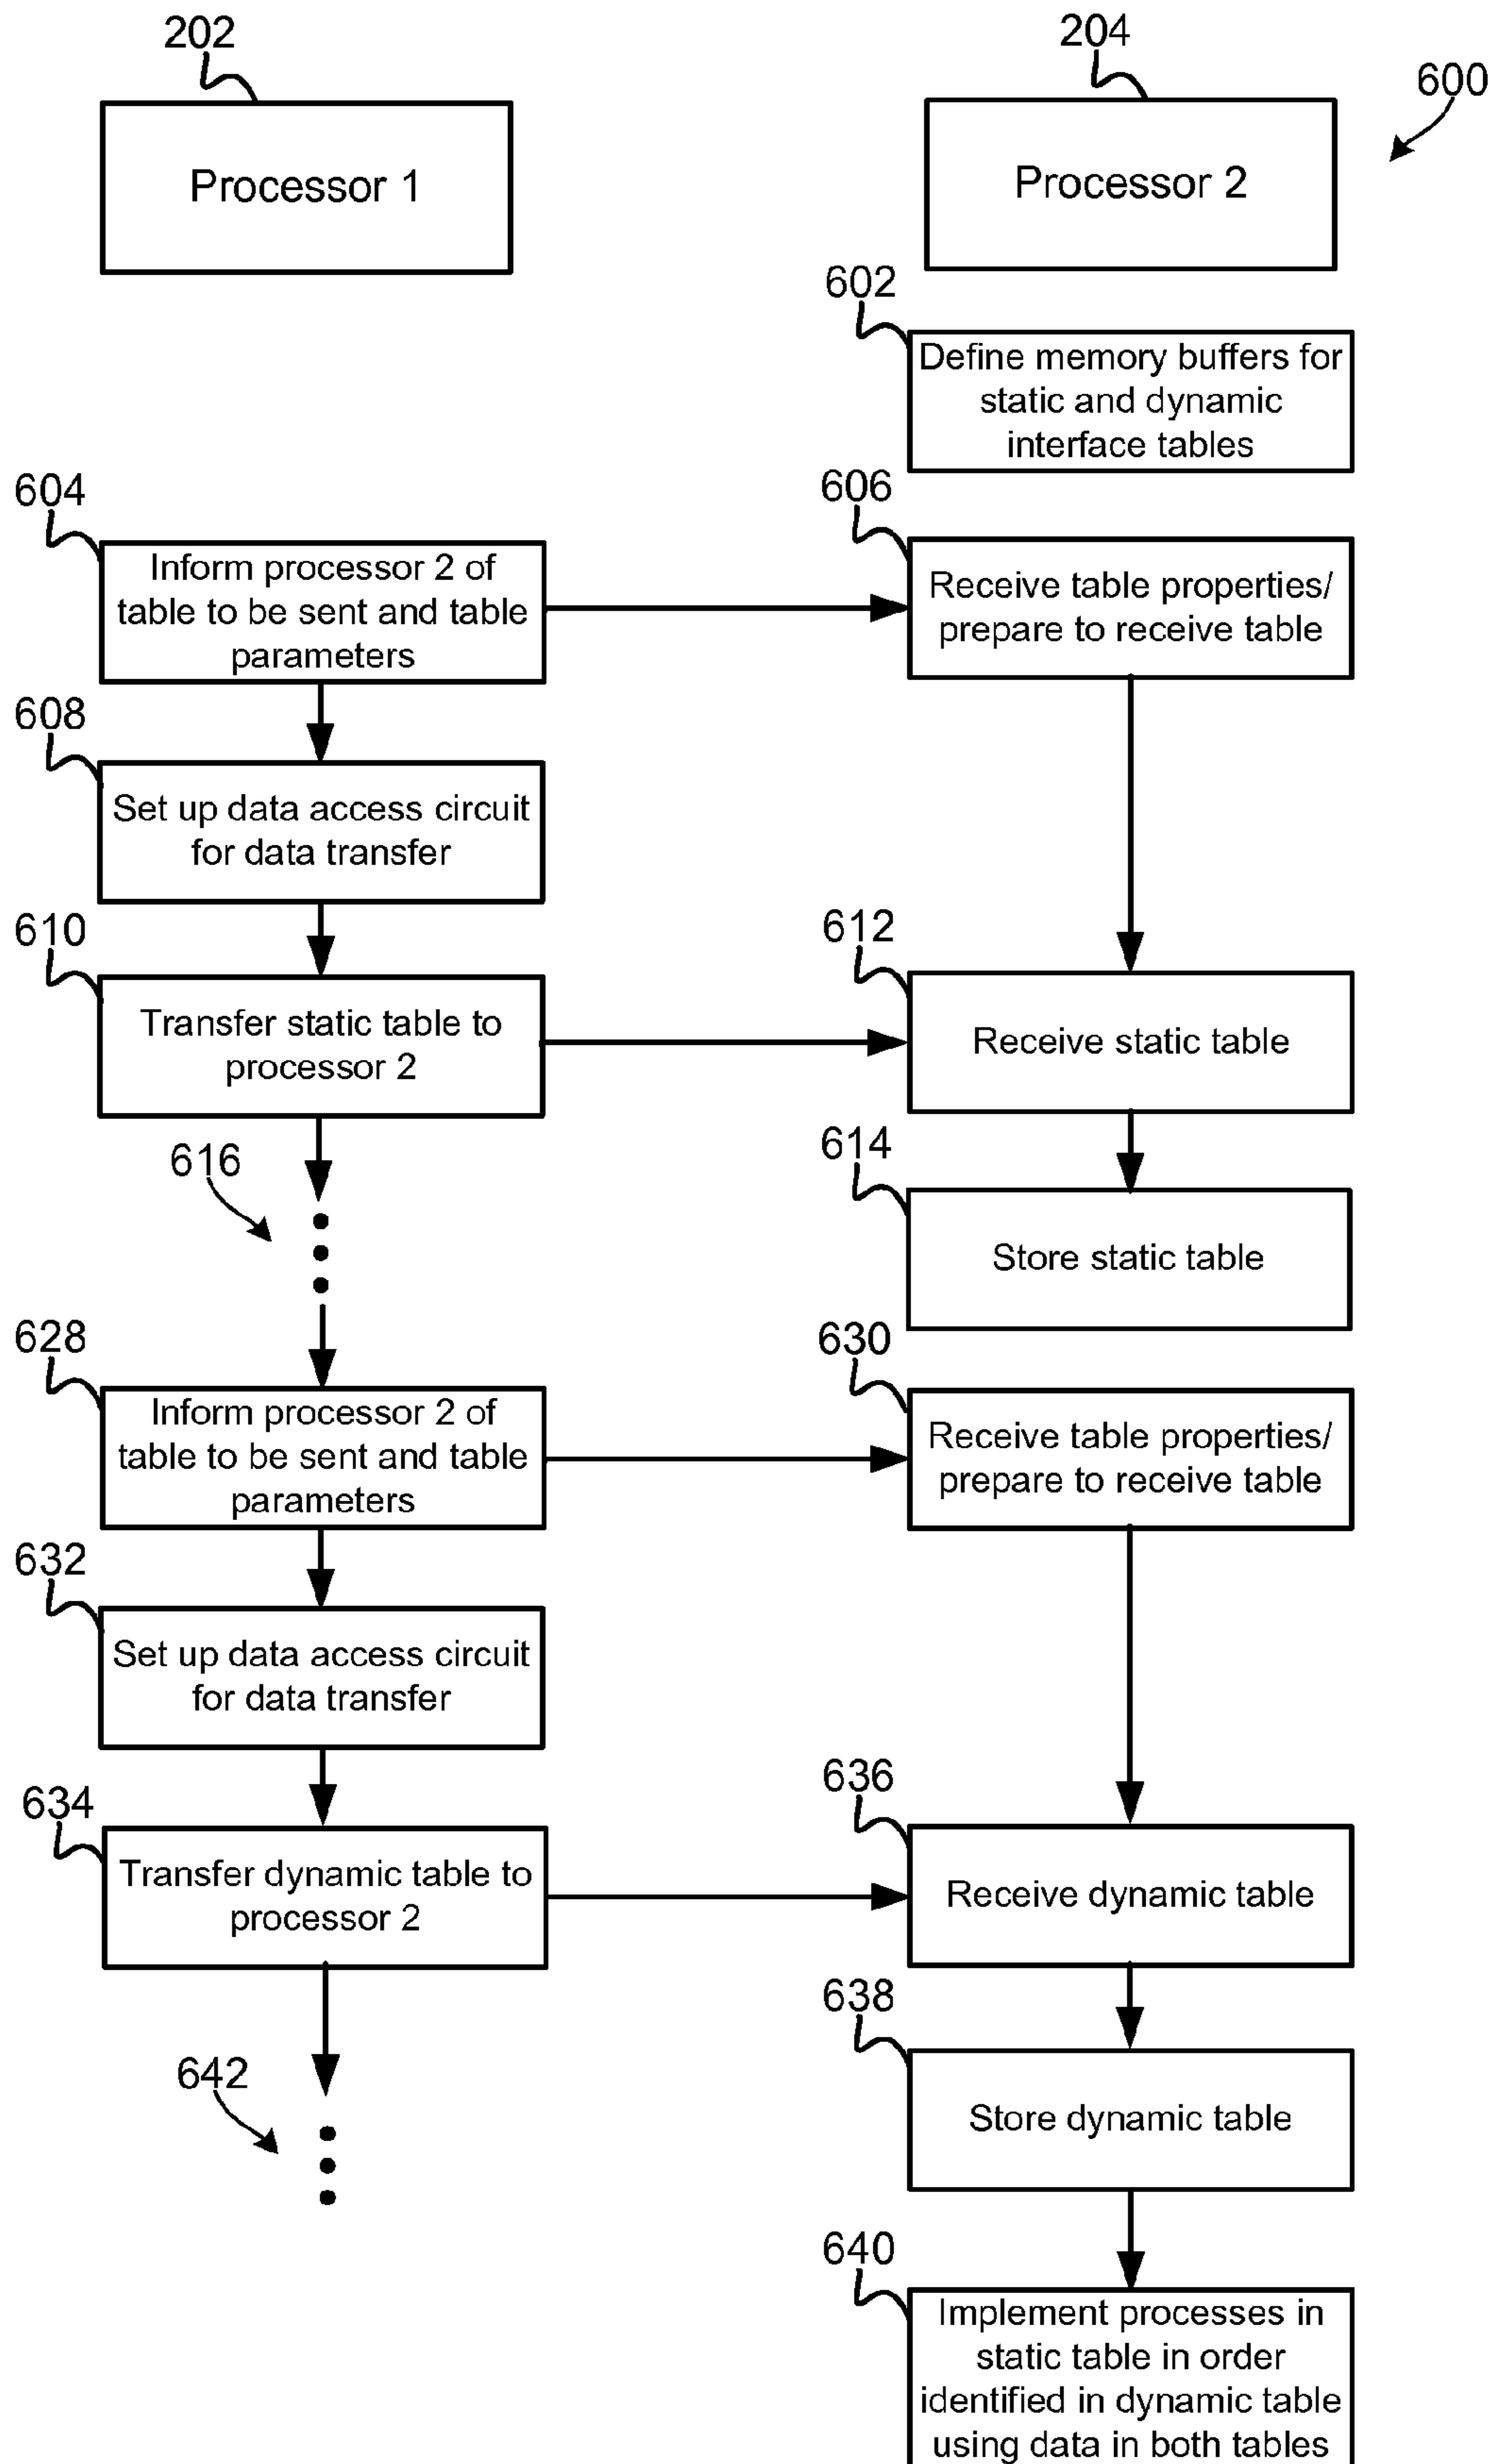 202
204
600
Processor 1
Processor 2
602
Define memory buffers for
static and dynamic
interface tables
604
606
Inform processor 2 of
table to be sent and table
parameters
Receive table properties/
prepare to receive table
608
Set up data access circuit
for data transfer
610
612
Transfer static table to
processor 2
Receive static table
616
614
Store static table
628
630
Inform processor 2 of
table to be sent and table
parameters
Receive table properties/
prepare to receive table
632
Set up data access circuit
for data transfer
634
636
Transfer dynamic table to
processor 2
Receive dynamic table
638
642
Store dynamic table
640
Implement processes in
static table in order
identified in dynamic table
using data in both tables